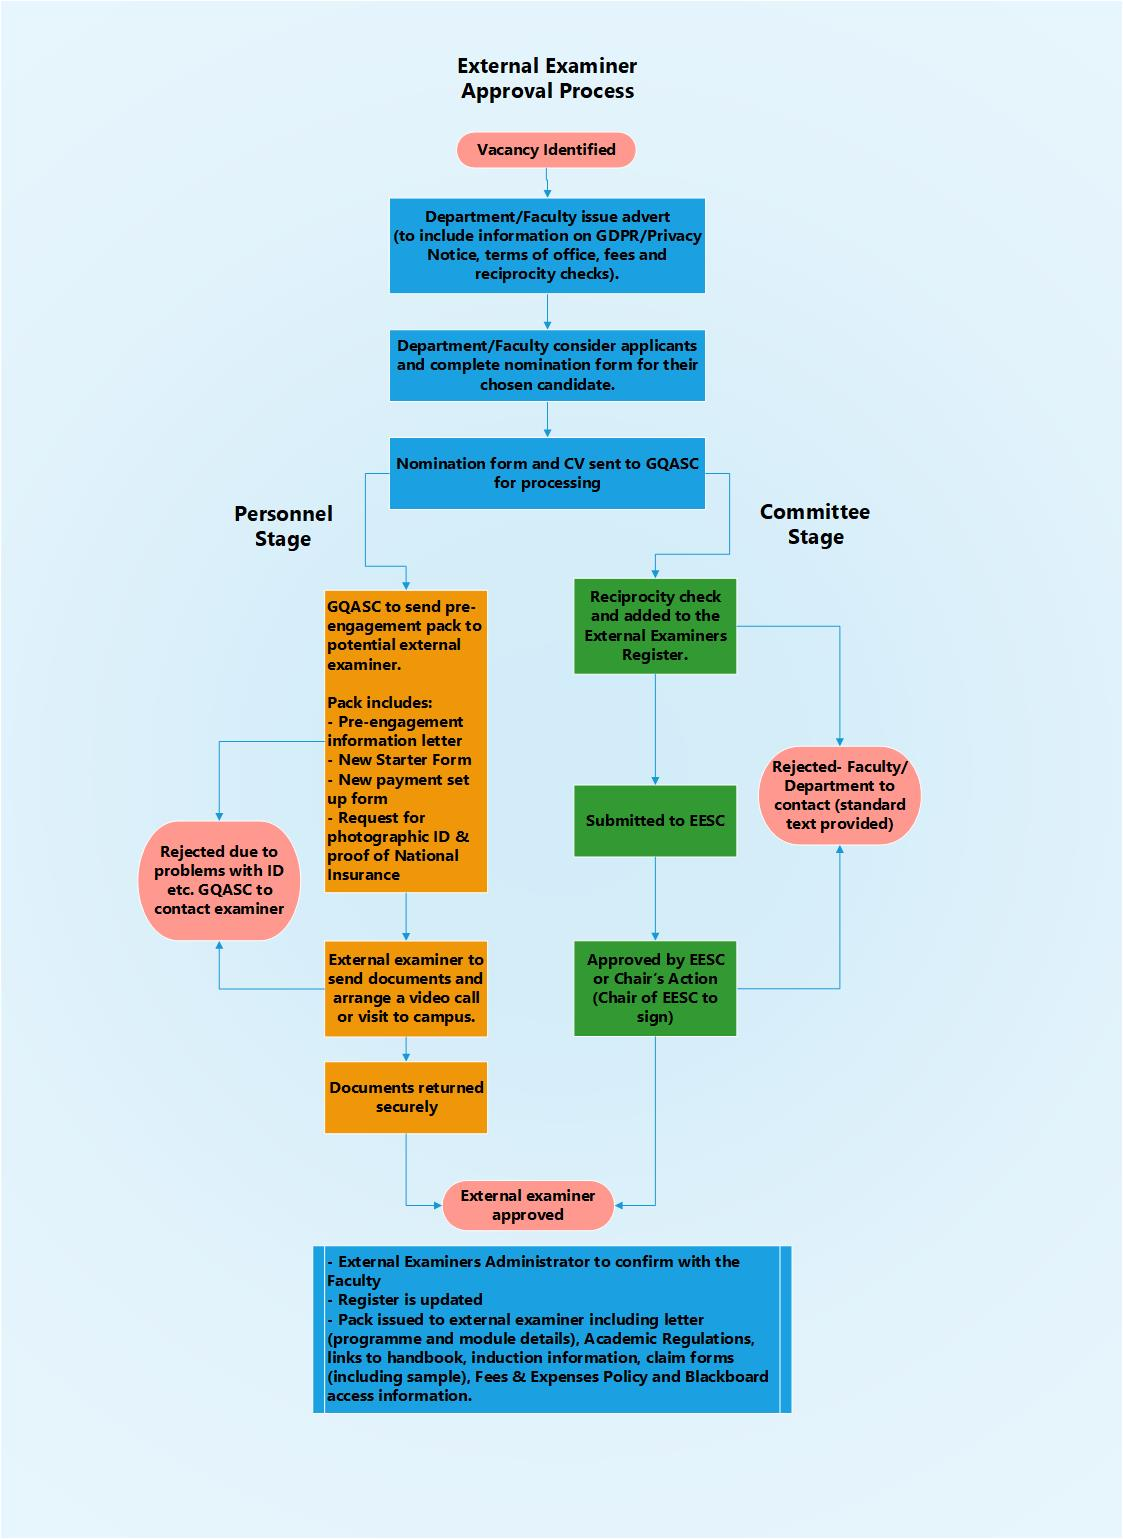 External Examiner
Approval Process
Vacancy Identified
Department/Faculty issue advert
(to include information on GDPR/Privacy
Notice, terms of office, fees and
reciprocity checks).
Department/Faculty consider applicants
and complete nomination form for their
chosen candidate.
Nomination form and CV sent to GQASC
for processing
Personnel
Stage
Committee
Stage
GQASC to send pre-
engagement pack to
potential external
examiner.
Pack includes:
- Pre-engagement
information letter
- New Starter Form
- New payment set
up form
- Request for
photographic ID &
proof of National
Insurance
Reciprocity check
and added to the
External Examiners
Register.
Rejected- Faculty/
Department to
contact (standard
text provided)
Submitted to EESC
Rejected due to
problems with ID
etc. GQASC to
contact examiner
External examiner to
send documents and
arrange a video call
or visit to campus.
Approved by EESC
or Chair's Action
(Chair of EESC to
sign)
Documents returned
securely
External examiner
approved
- External Examiners Administrator to confirm with the
Faculty
- Register is updated
- Pack issued to external examiner including letter
(programme and module details), Academic Regulations,
links to handbook, induction information, claim forms
(including sample), Fees & Expenses Policy and Blackboard
access information.